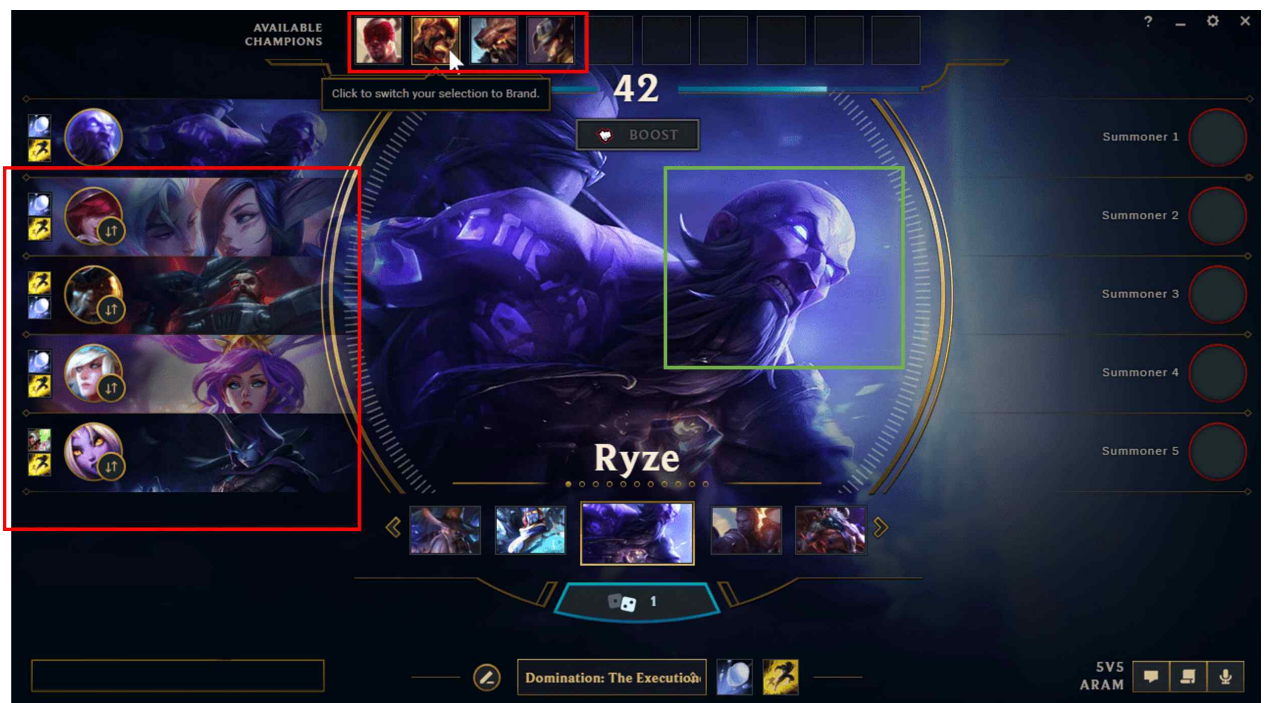 AVAILABLE
CHAMPIONS
?
Click to switch your selection to Brand.
42
BOOST
Summoner 1
Summoner 2
Summoner 3
Summoner 4
Summoner 5
Ryze
1
Domination: The Execution
5V5
ARAM